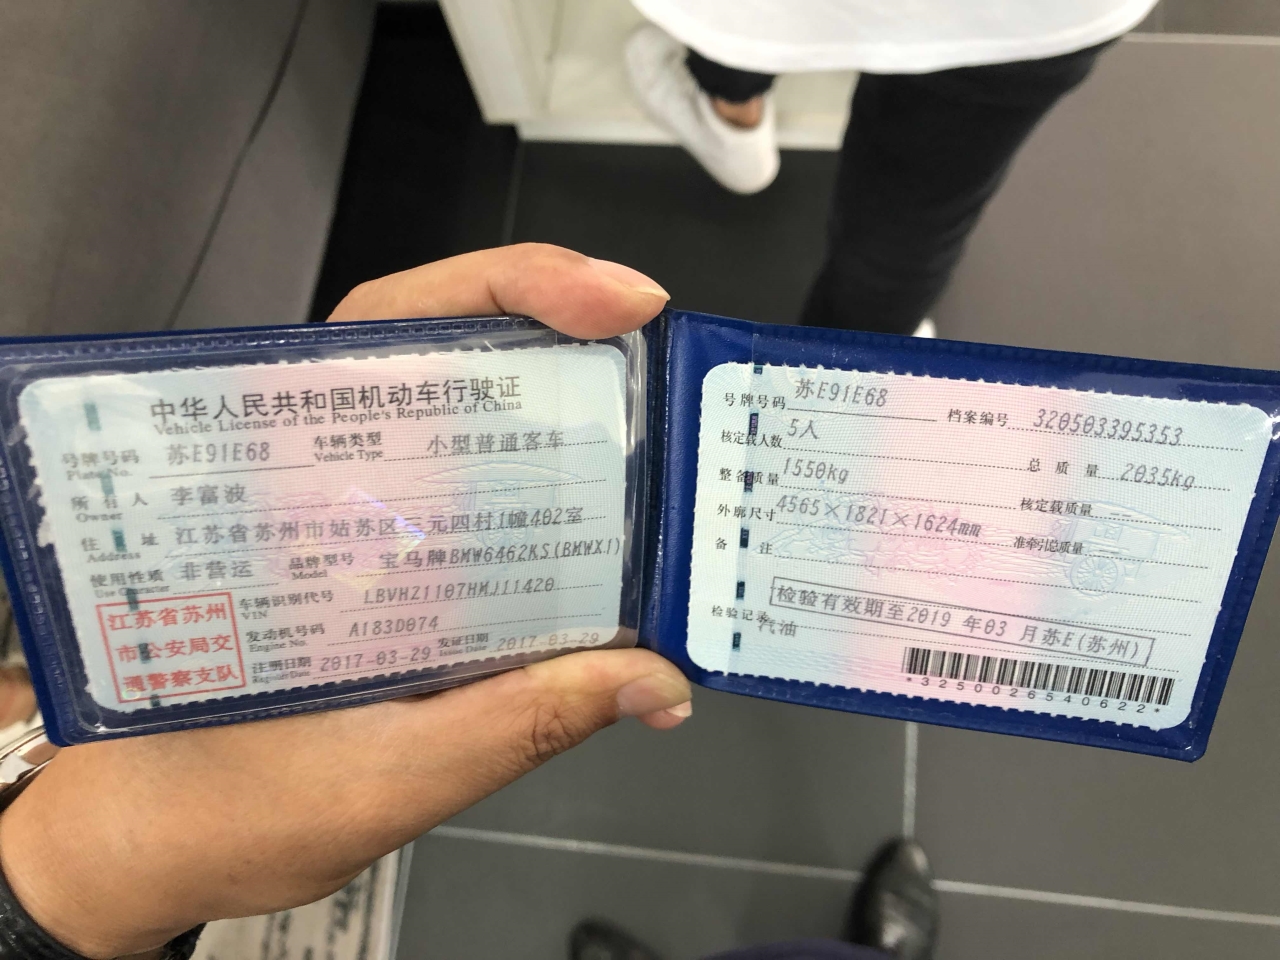 中华人民共和国机动车行驶证
Vehicle License of the People's Republic of China
号牌号码 苏E91E68 车辆类型 小型普通客车
Plate No. Vehicle Type
所有人 李富波
Owner
住址 江苏省苏州市姑苏区三元四村1幢402室
Address
使用性质 非营运 品牌型号 宝马牌BMW6462KS(BMWX1)
Use Character Model
江苏省苏州
市公安局交
通警察支队
车辆识别代号 LBVHZ1107HMJ11420
VIN
发动机号码 A183D074
Engine No.
注册日期 2017-03-29 发证日期 2017-03-29
Register Date Issue Date
号牌号码 苏E91E68 档案编号 320503395353
核定载人数 5人 总质量 2035kg
整备质量 1550kg 核定载质量 --
外廓尺寸 4565×1821×1624mm 准牵引总质量 --
备注
检验有效期至2019年03月苏E(苏州)
检验记录 汽油
*3250026540622*